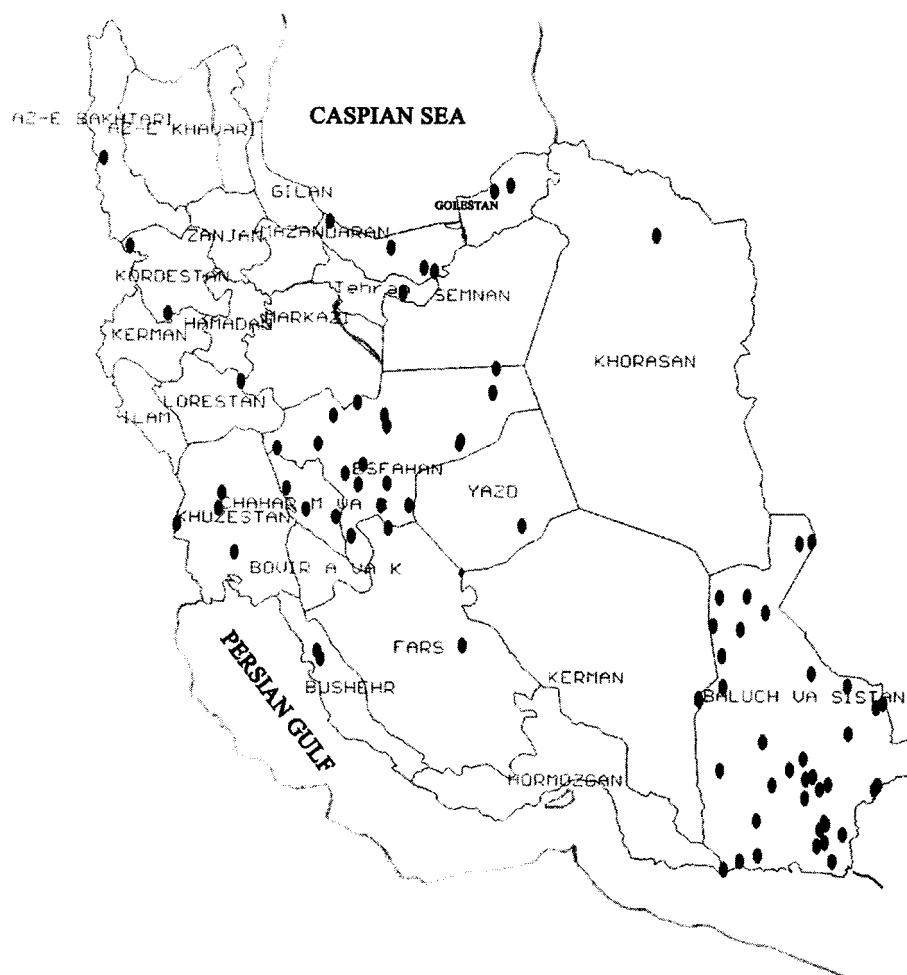 CASPIAN SEA
AZ-E BAKHTARI
AZ-E KHAVARI
GILAN
GOLESTAN
ZANJAN
MAZANDARAN
KORDESTAN
Tehran
SEMNAN
HAMADAN
MARKAZI
KERMAN
KHORASAN
LORESTAN
ILAM
ESFAHAN
YAZD
CHAHAR M VA
KHUZESTAN
BOVIR A VA K
PERSIAN GULF
FARS
BUSHEHR
KERMAN
BALUCH VA SISTAN
HORMOZGAN